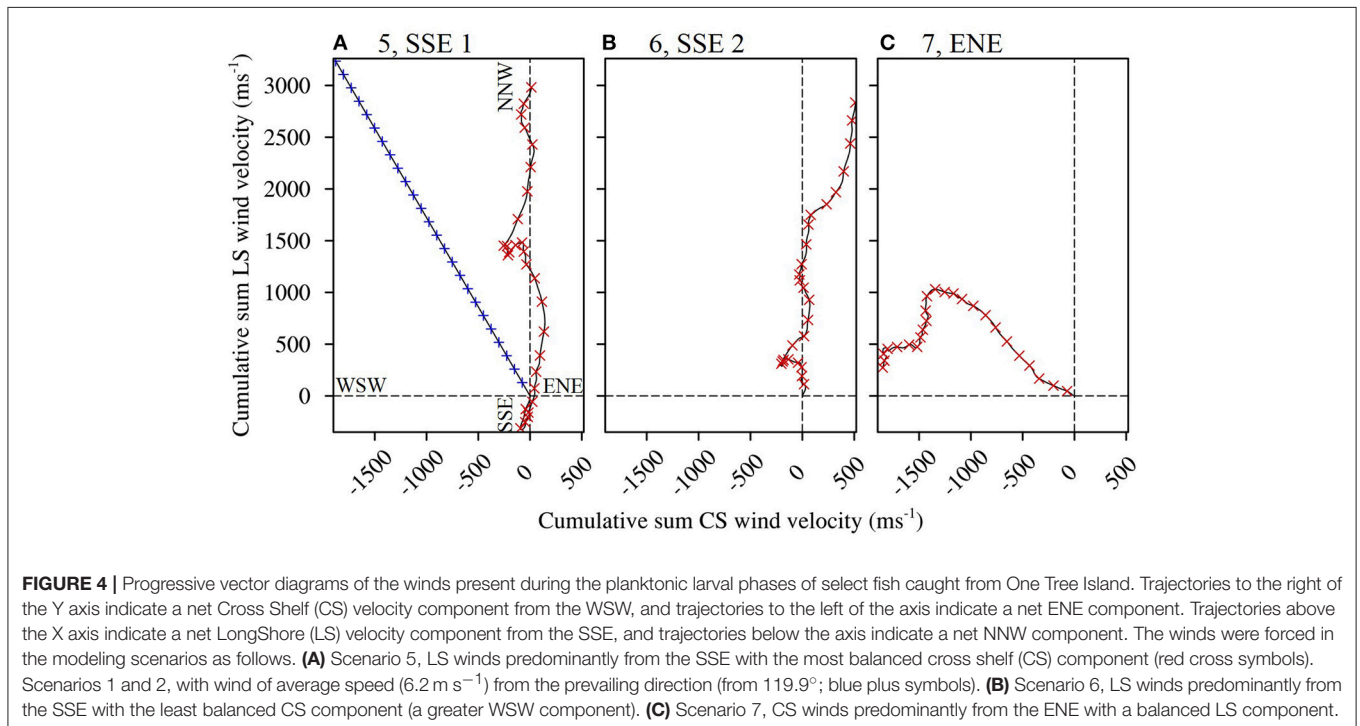 A 5, SSE 1
B 6, SSE 2
C 7, ENE
Cumulative sum LS wind velocity (ms⁻¹)
3000
2500
2000
1500
1000
500
0
NNW
WSW
ENE
SSE
-1500 -1000 -500 0 500
-1500 -1000 -500 0 500
-1500 -1000 -500 0 500
Cumulative sum CS wind velocity (ms⁻¹)
FIGURE 4 | Progressive vector diagrams of the winds present during the planktonic larval phases of select fish caught from One Tree Island. Trajectories to the right of
the Y axis indicate a net Cross Shelf (CS) velocity component from the WSW, and trajectories to the left of the axis indicate a net ENE component. Trajectories above
the X axis indicate a net LongShore (LS) velocity component from the SSE, and trajectories below the axis indicate a net NNW component. The winds were forced in
the modeling scenarios as follows. (A) Scenario 5, LS winds predominantly from the SSE with the most balanced cross shelf (CS) component (red cross symbols).
Scenarios 1 and 2, with wind of average speed (6.2 m s⁻¹) from the prevailing direction (from 119.9°; blue plus symbols). (B) Scenario 6, LS winds predominantly from
the SSE with the least balanced CS component (a greater WSW component). (C) Scenario 7, CS winds predominantly from the ENE with a balanced LS component.